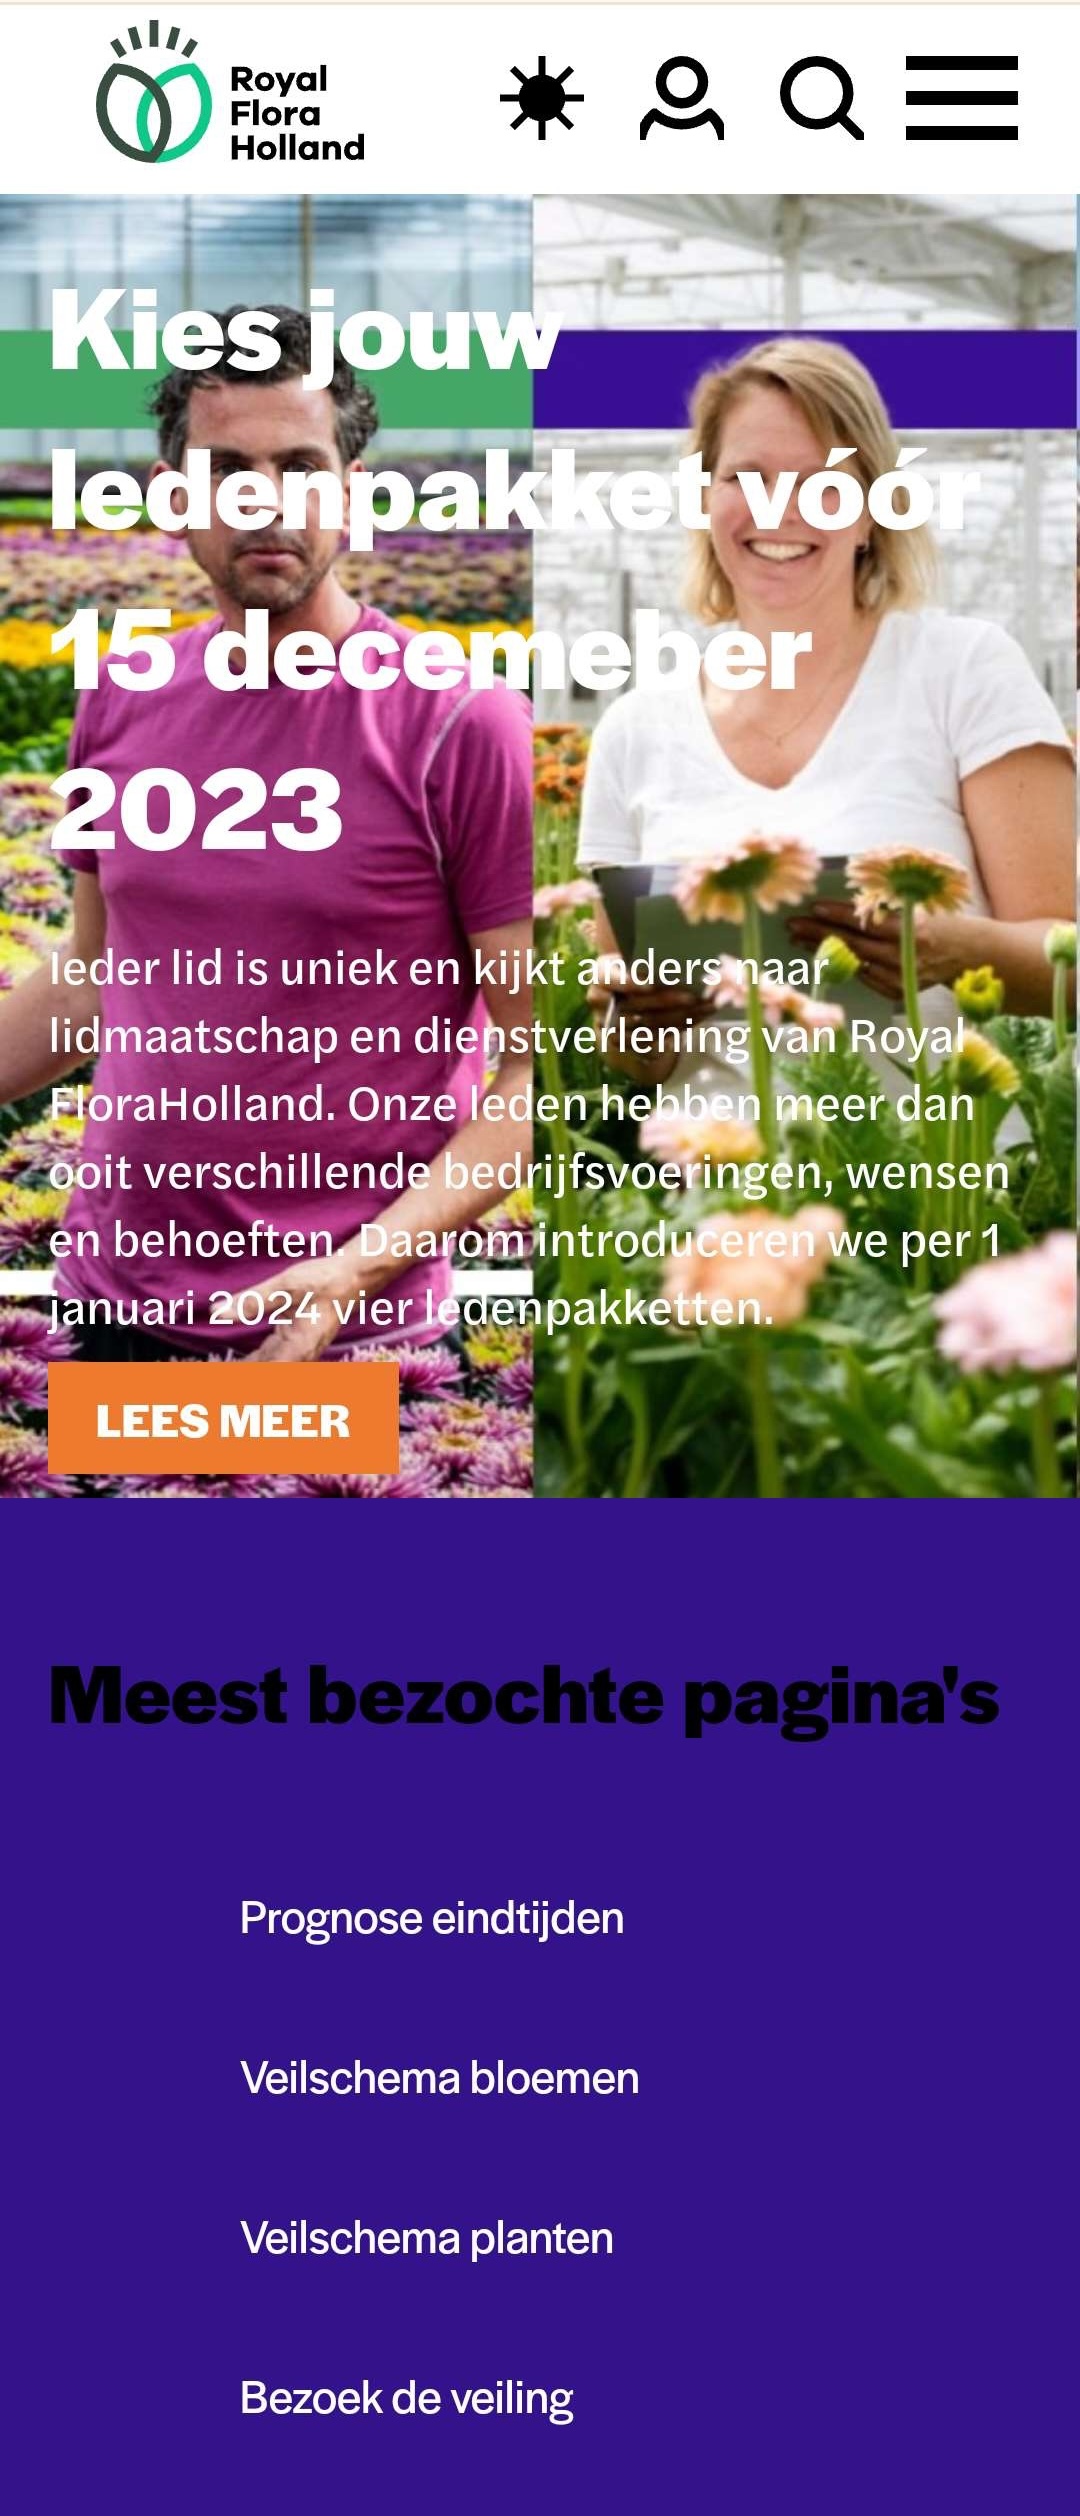 Royal
Flora
Holland
Kies jouw
ledenpakket vóór
15 decemeber
2023
Ieder lid is uniek en kijkt anders naar
lidmaatschap en dienstverlening van Royal
FloraHolland. Onze leden hebben meer dan
ooit verschillende bedrijfsvoeringen, wensen
en behoeften. Daarom introduceren we per 1
januari 2024 vier ledenpakketten.
LEES MEER
Meest bezochte pagina's
Prognose eindtijden
Veilschema bloemen
Veilschema planten
Bezoek de veiling